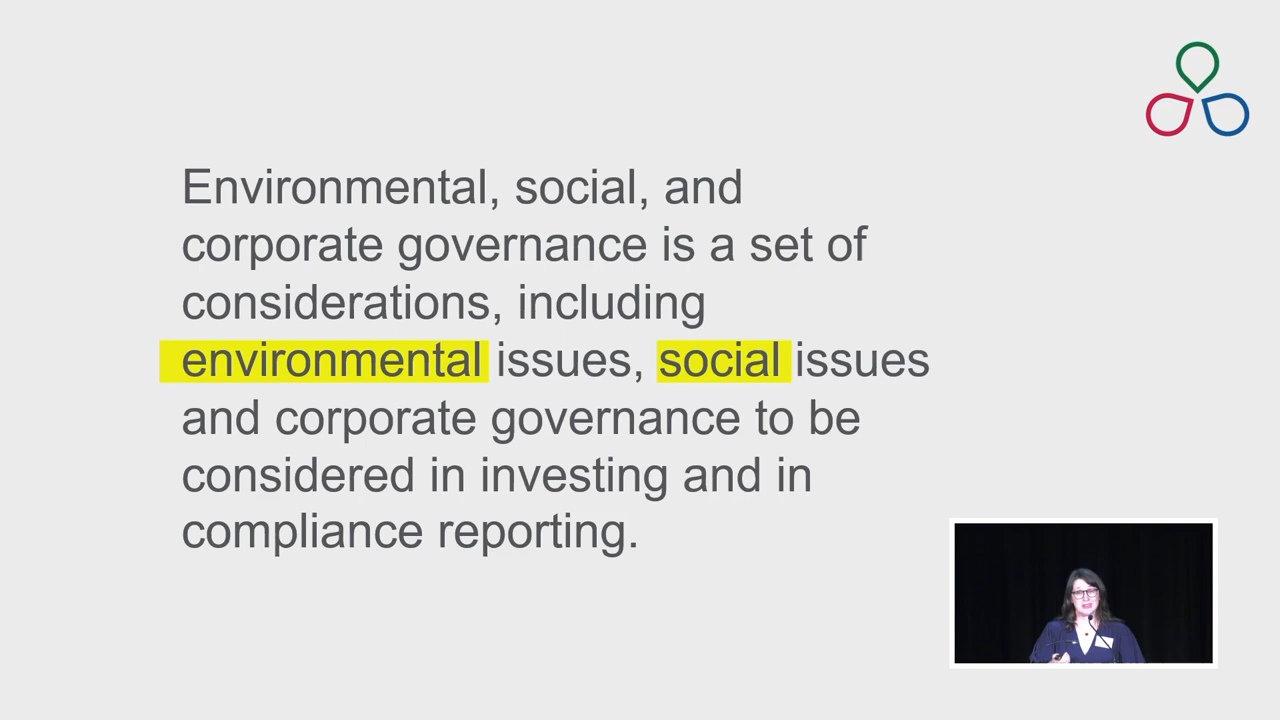 Environmental, social, and
corporate governance is a set of
considerations, including
environmental issues, social issues
and corporate governance to be
considered in investing and in
compliance reporting.